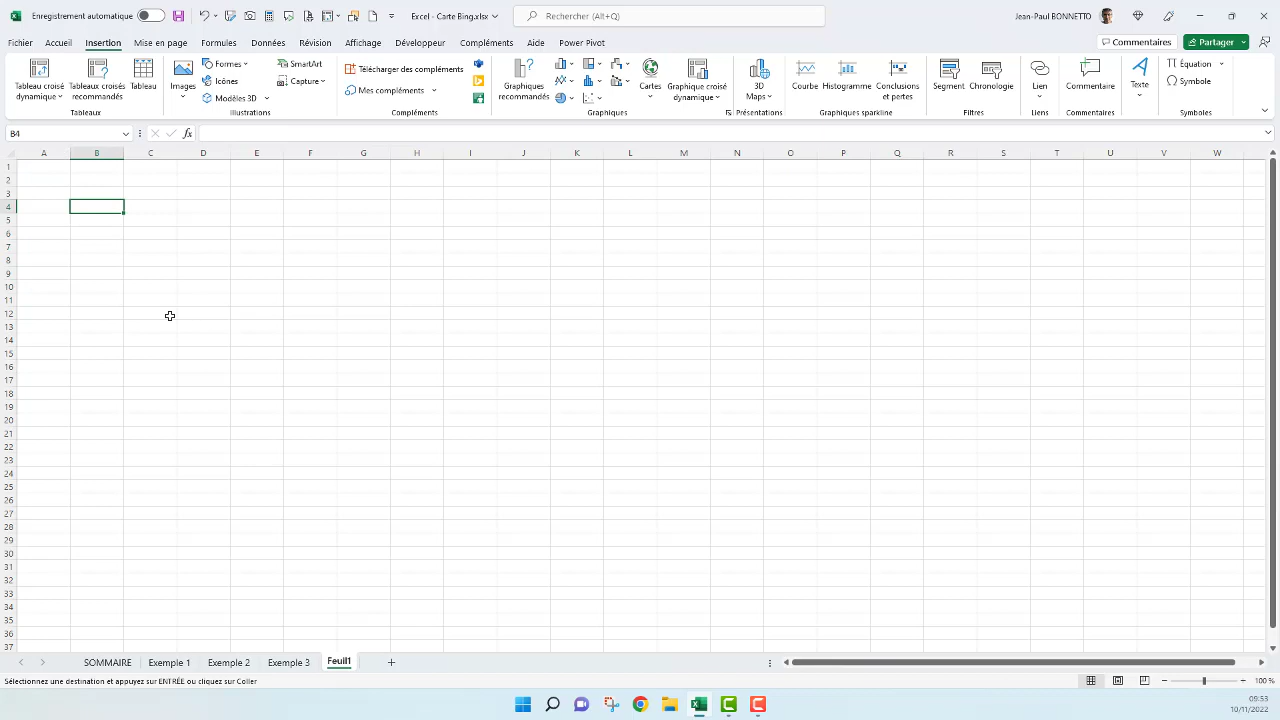 Enregistrement automatique
Excel - Carte Bing.xlsx
Rechercher (Alt+Q)
Jean-Paul BONNETTO
Fichier Accueil Insertion Mise en page Formules Données Révision Affichage Développeur Power Pivot
Commentaires Partager
Tableau croisé dynamique
Tableaux croisés recommandés
Tableau
Tableaux
Images
Formes
Icônes
Modèles 3D
SmartArt
Capture
Illustrations
Télécharger des compléments
Mes compléments
Compléments
Graphiques recommandés
Cartes
Graphique croisé dynamique
Graphiques
3D Maps
Présentations
Courbe
Histogramme
Conclusions et pertes
Graphiques sparkline
Segment
Chronologie
Filtres
Lien
Liens
Commentaire
Commentaires
Texte
Équation
Symbole
Symboles
B4
fx
A B C D E F G H I J K L M N O P Q R S T U V W
1
2
3
4
5
6
7
8
9
10
11
12
13
14
15
16
17
18
19
20
21
22
23
24
25
26
27
28
29
30
31
32
33
34
35
36
37
SOMMAIRE Exemple 1 Exemple 2 Exemple 3 Feuil1
Sélectionnez une destination et appuyez sur ENTRÉE ou cliquez sur Coller
100 %
09:53
10/11/2022